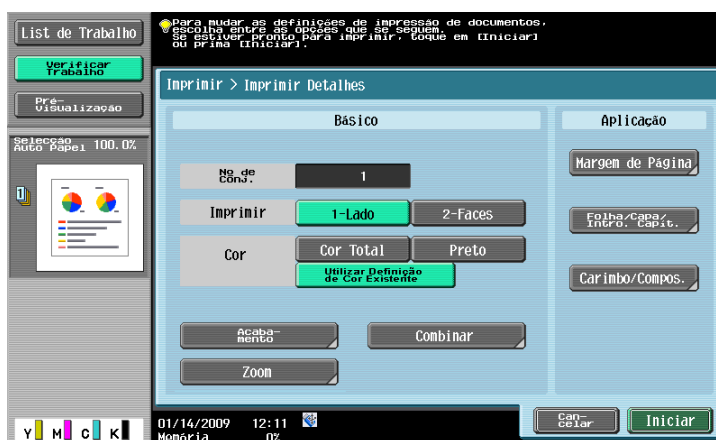 List de Trabalho
Verificar
Trabalho
Pré-
Visualização
Selecção
Auto Papel 100.0%
1
Para mudar as definições de impressão de documentos,
escolha entre as opções que se seguem.
Se estiver pronto para imprimir, toque em [Iniciar]
ou prima [Iniciar].
Imprimir > Imprimir Detalhes
Básico
Nº de
Conj.
1
Imprimir
1-Lado
2-Faces
Cor
Cor Total
Preto
Utilizar Definição
de Cor Existente
Acaba-
mento
Combinar
Zoom
Aplicação
Margem de Página
Folha/Capa/
Intro. Capít.
Carimbo/Compos.
Y M C K
01/14/2009 12:11
Memória 0%
Can-
celar
Iniciar